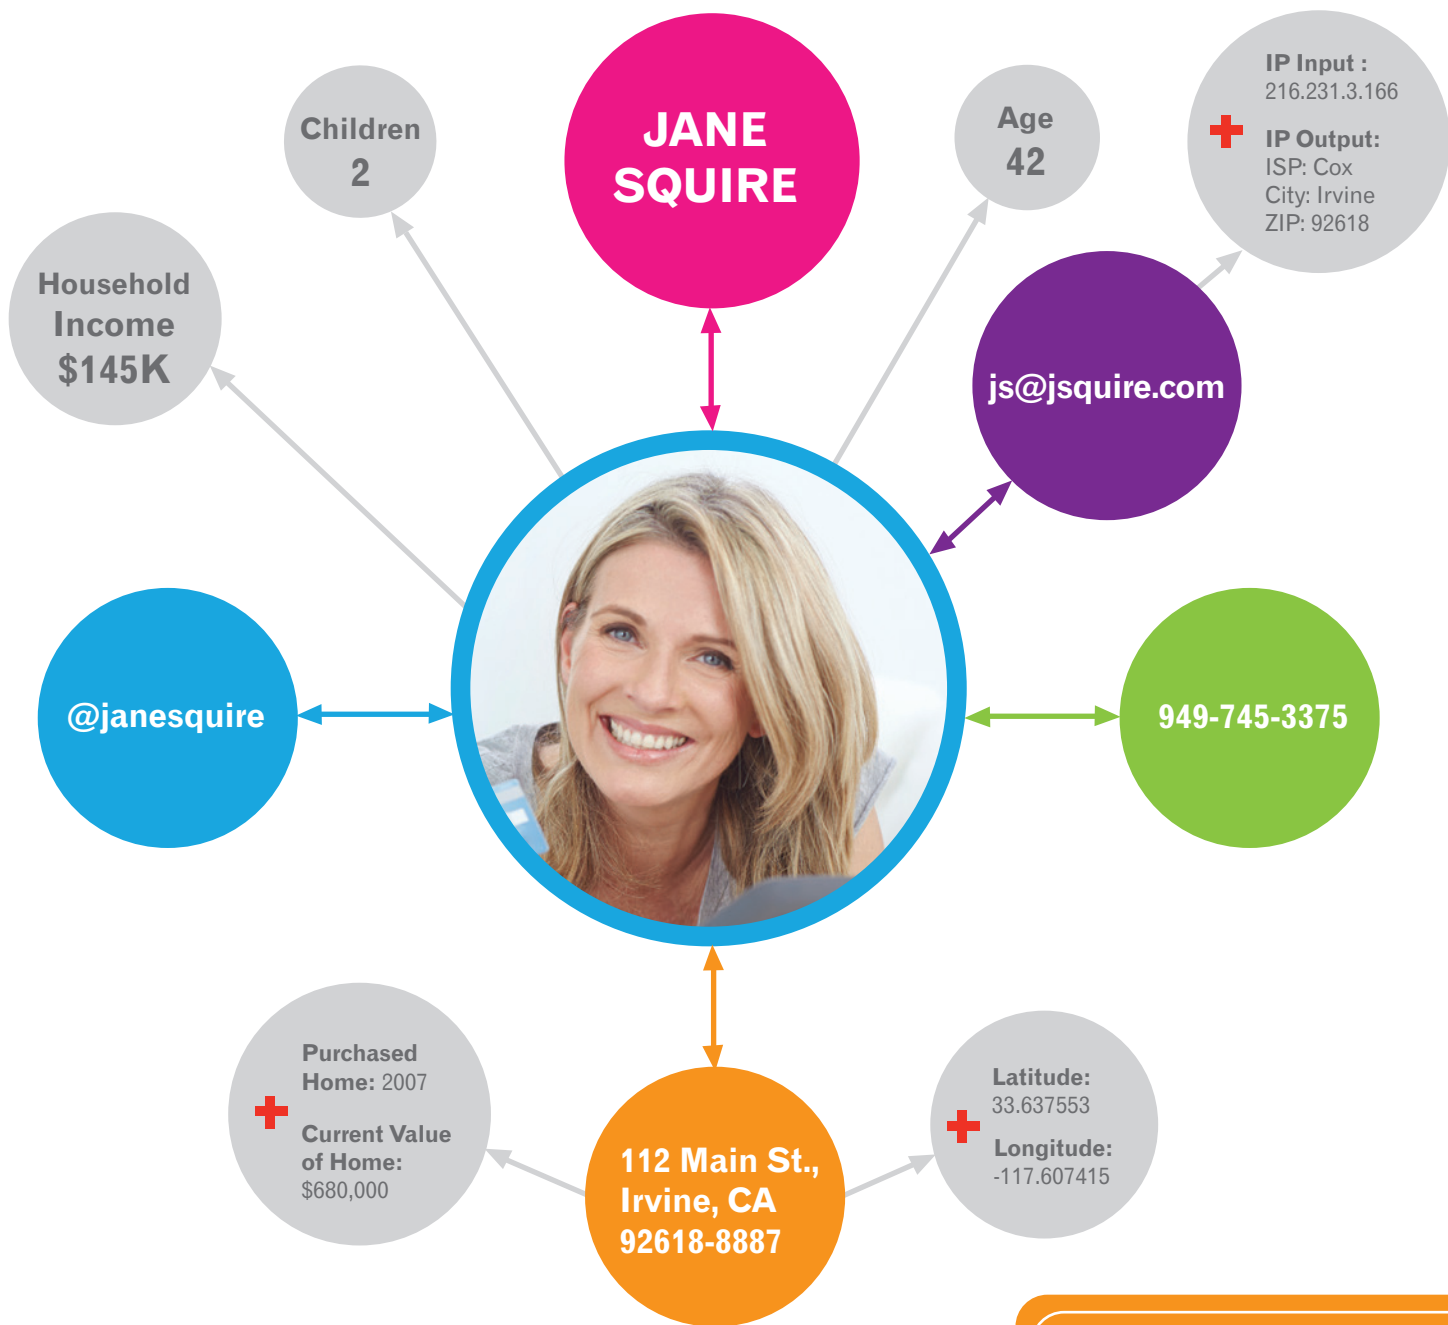 JANE
SQUIRE
Children
2
Age
42
IP Input :
216.231.3.166
IP Output:
ISP: Cox
City: Irvine
ZIP: 92618
Household
Income
$145K
js@jsquire.com
@janesquire
949-745-3375
Purchased
Home: 2007
Current Value
of Home:
$680,000
112 Main St.,
Irvine, CA
92618-8887
Latitude:
33.637553
Longitude:
-117.607415